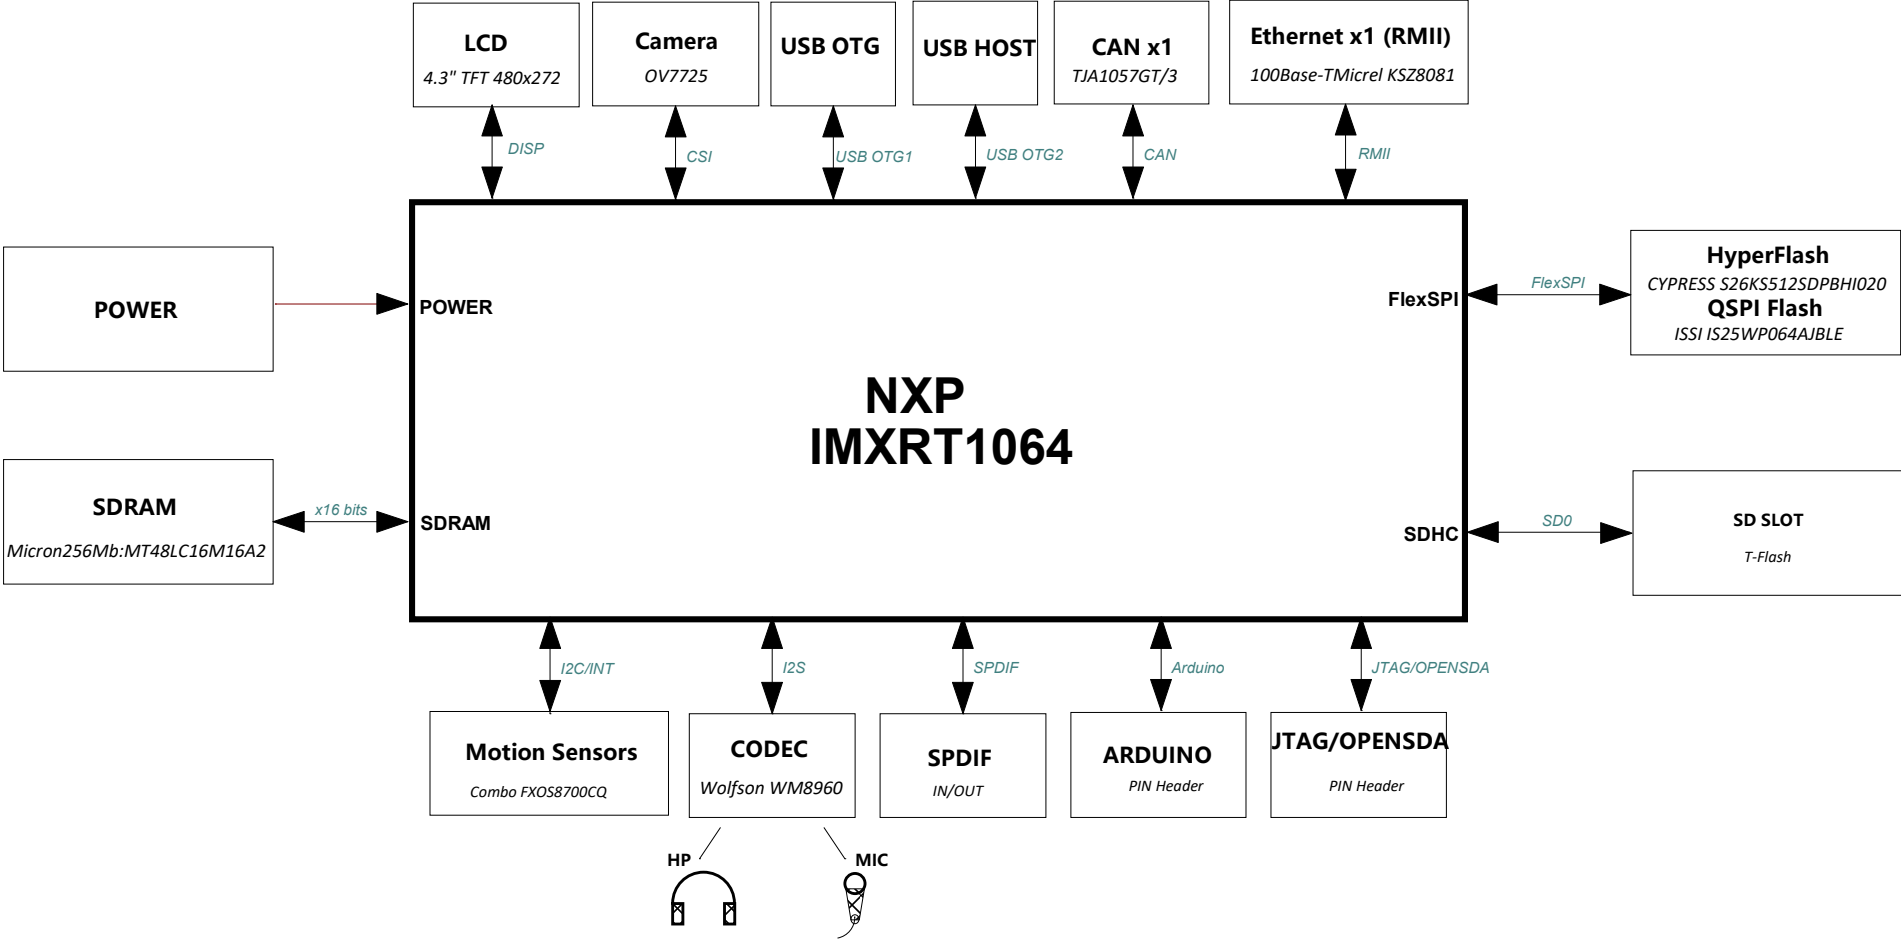 LCD
4.3" TFT 480x272
Camera
OV7725
USB OTG
USB HOST
CAN x1
TJA1057GT/3
Ethernet x1 (RMII)
100Base-TMicrel KSZ8081
DISP
CSI
USB OTG1
USB OTG2
CAN
RMII
POWER
POWER
FlexSPI
FlexSPI
HyperFlash
CYPRESS S26KS512SDPBHI020
QSPI Flash
ISSI IS25WP064AJBLE
NXP
IMXRT1064
SDRAM
Micron256Mb:MT48LC16M16A2
x16 bits
SDRAM
SDHC
SD0
SD SLOT
T-Flash
I2C/INT
I2S
SPDIF
Arduino
JTAG/OPENSDA
Motion Sensors
Combo FXOS8700CQ
CODEC
Wolfson WM8960
SPDIF
IN/OUT
ARDUINO
PIN Header
JTAG/OPENSDA
PIN Header
HP
MIC